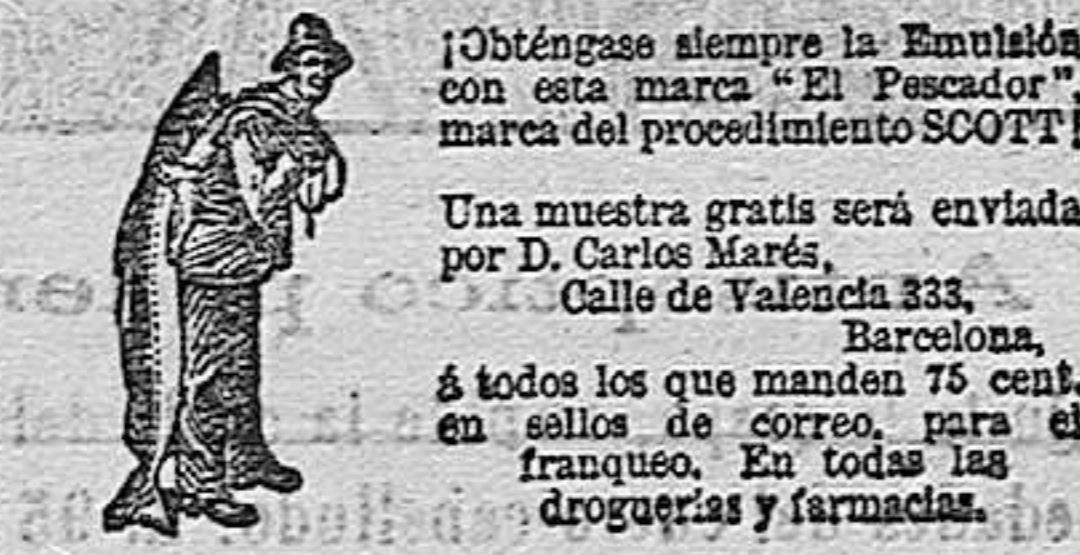 ¡Obténgase siempre la Emulsión
con esta marca "El Pescador",
marca del procedimiento SCOTT!
Una muestra gratis será enviada
por D. Carlos Marés,
Calle de Valencia 333,
Barcelona,
á todos los que manden 75 cent.
en sellos de correo, para el
franqueo. En todas las
droguerías y farmacias.